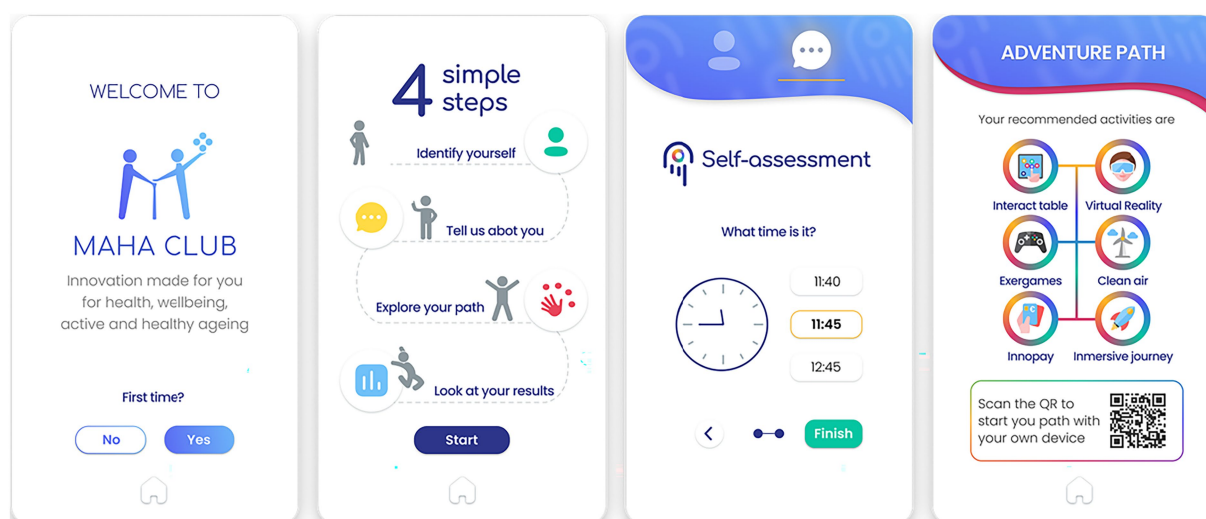 WELCOME TO
MAHA CLUB
Innovation made for you
for health, wellbeing,
active and healthy ageing
First time?
No
Yes
4 simple
steps
Identify yourself
Tell us abot you
Explore your path
Look at your results
Start
Self-assessment
What time is it?
11:40
11:45
12:45
Finish
ADVENTURE PATH
Your recommended activities are
Interact table
Virtual Reality
Exergames
Clean air
Innopay
Inmersive journey
Scan the QR to
start you path with
your own device